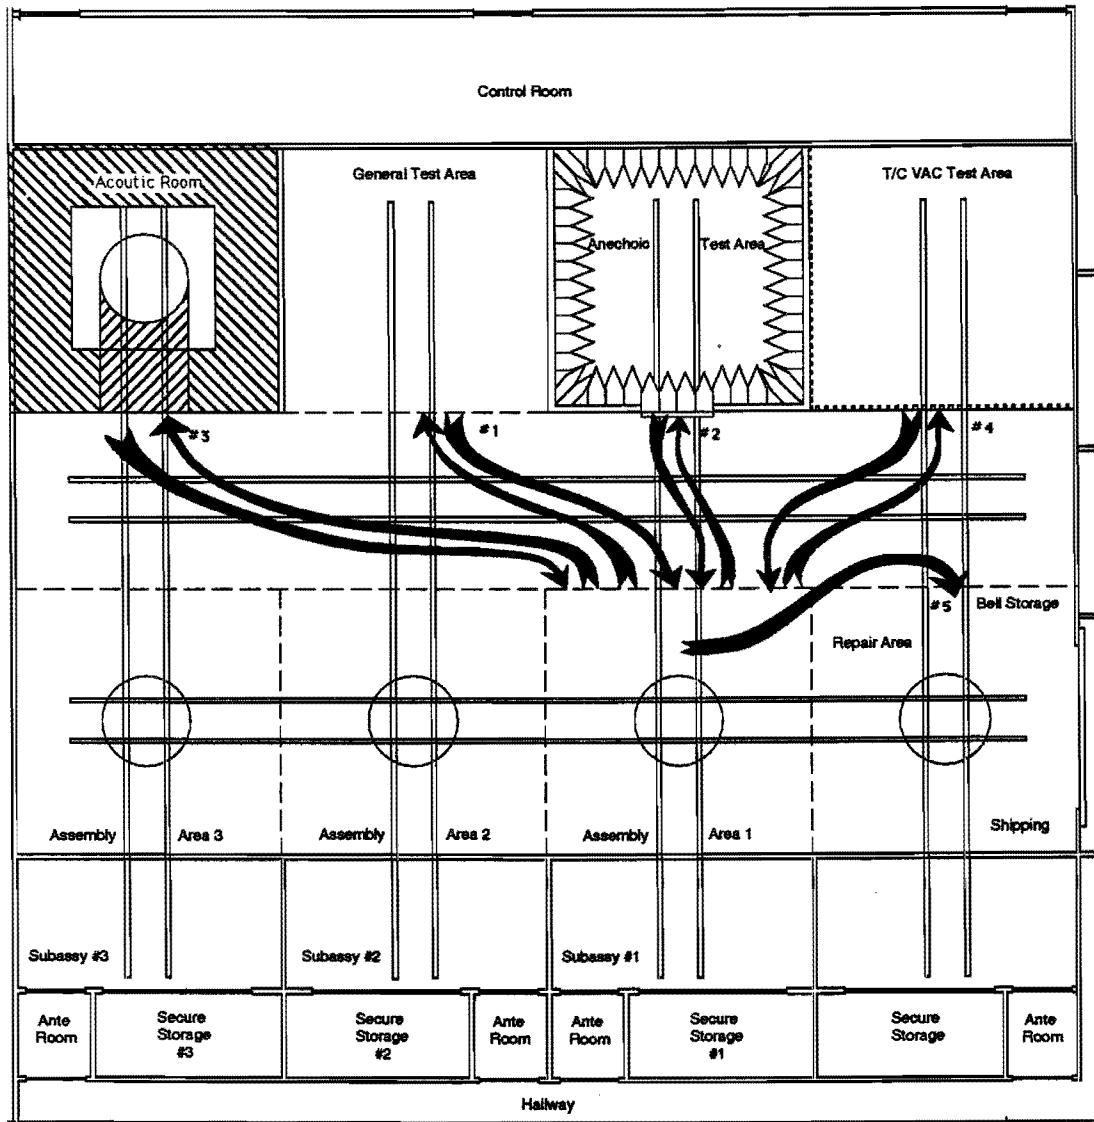 Control Room
Acoutic Room
General Test Area
T/C VAC Test Area
Anechoic
Test Area
#3
#1
#2
#4
#5
Bell Storage
Repair Area
Assembly
Area 3
Assembly
Area 2
Assembly
Area 1
Shipping
Subassy #3
Subassy #2
Subassy #1
Ante
Room
Secure
Storage
#3
Secure
Storage
#2
Ante
Room
Ante
Room
Secure
Storage
#1
Secure
Storage
Ante
Room
Hallway